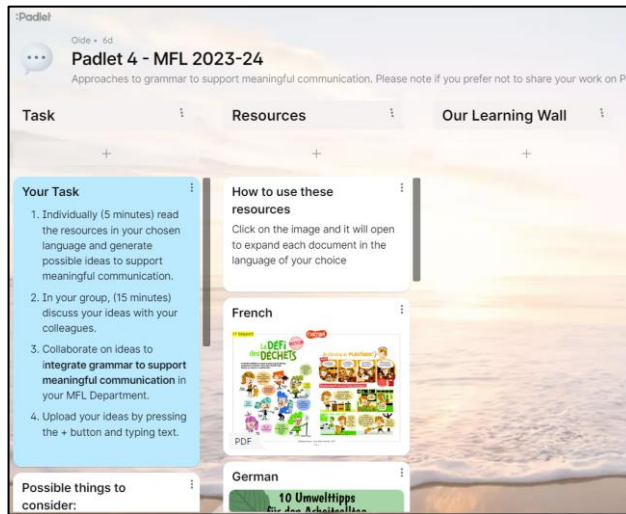 :Padlet
Oide • 6d
Padlet 4 - MFL 2023-24
Approaches to grammar to support meaningful communication. Please note if you prefer not to share your work on P
Task
Resources
Our Learning Wall
Your Task
1. Individually (5 minutes) read
the resources in your chosen
language and generate
possible ideas to support
meaningful communication.
2. In your group, (15 minutes)
discuss your ideas with your
colleagues.
3. Collaborate on ideas to
integrate grammar to support
meaningful communication in
your MFL Department.
4. Upload your ideas by pressing
the + button and typing text.
Possible things to
consider:
How to use these
resources
Click on the image and it will open
to expand each document in the
language of your choice
French
Le DÉFI
des DÉCHETS
PDF
German
10 Umwelttipps
für den Arbeitsalltag